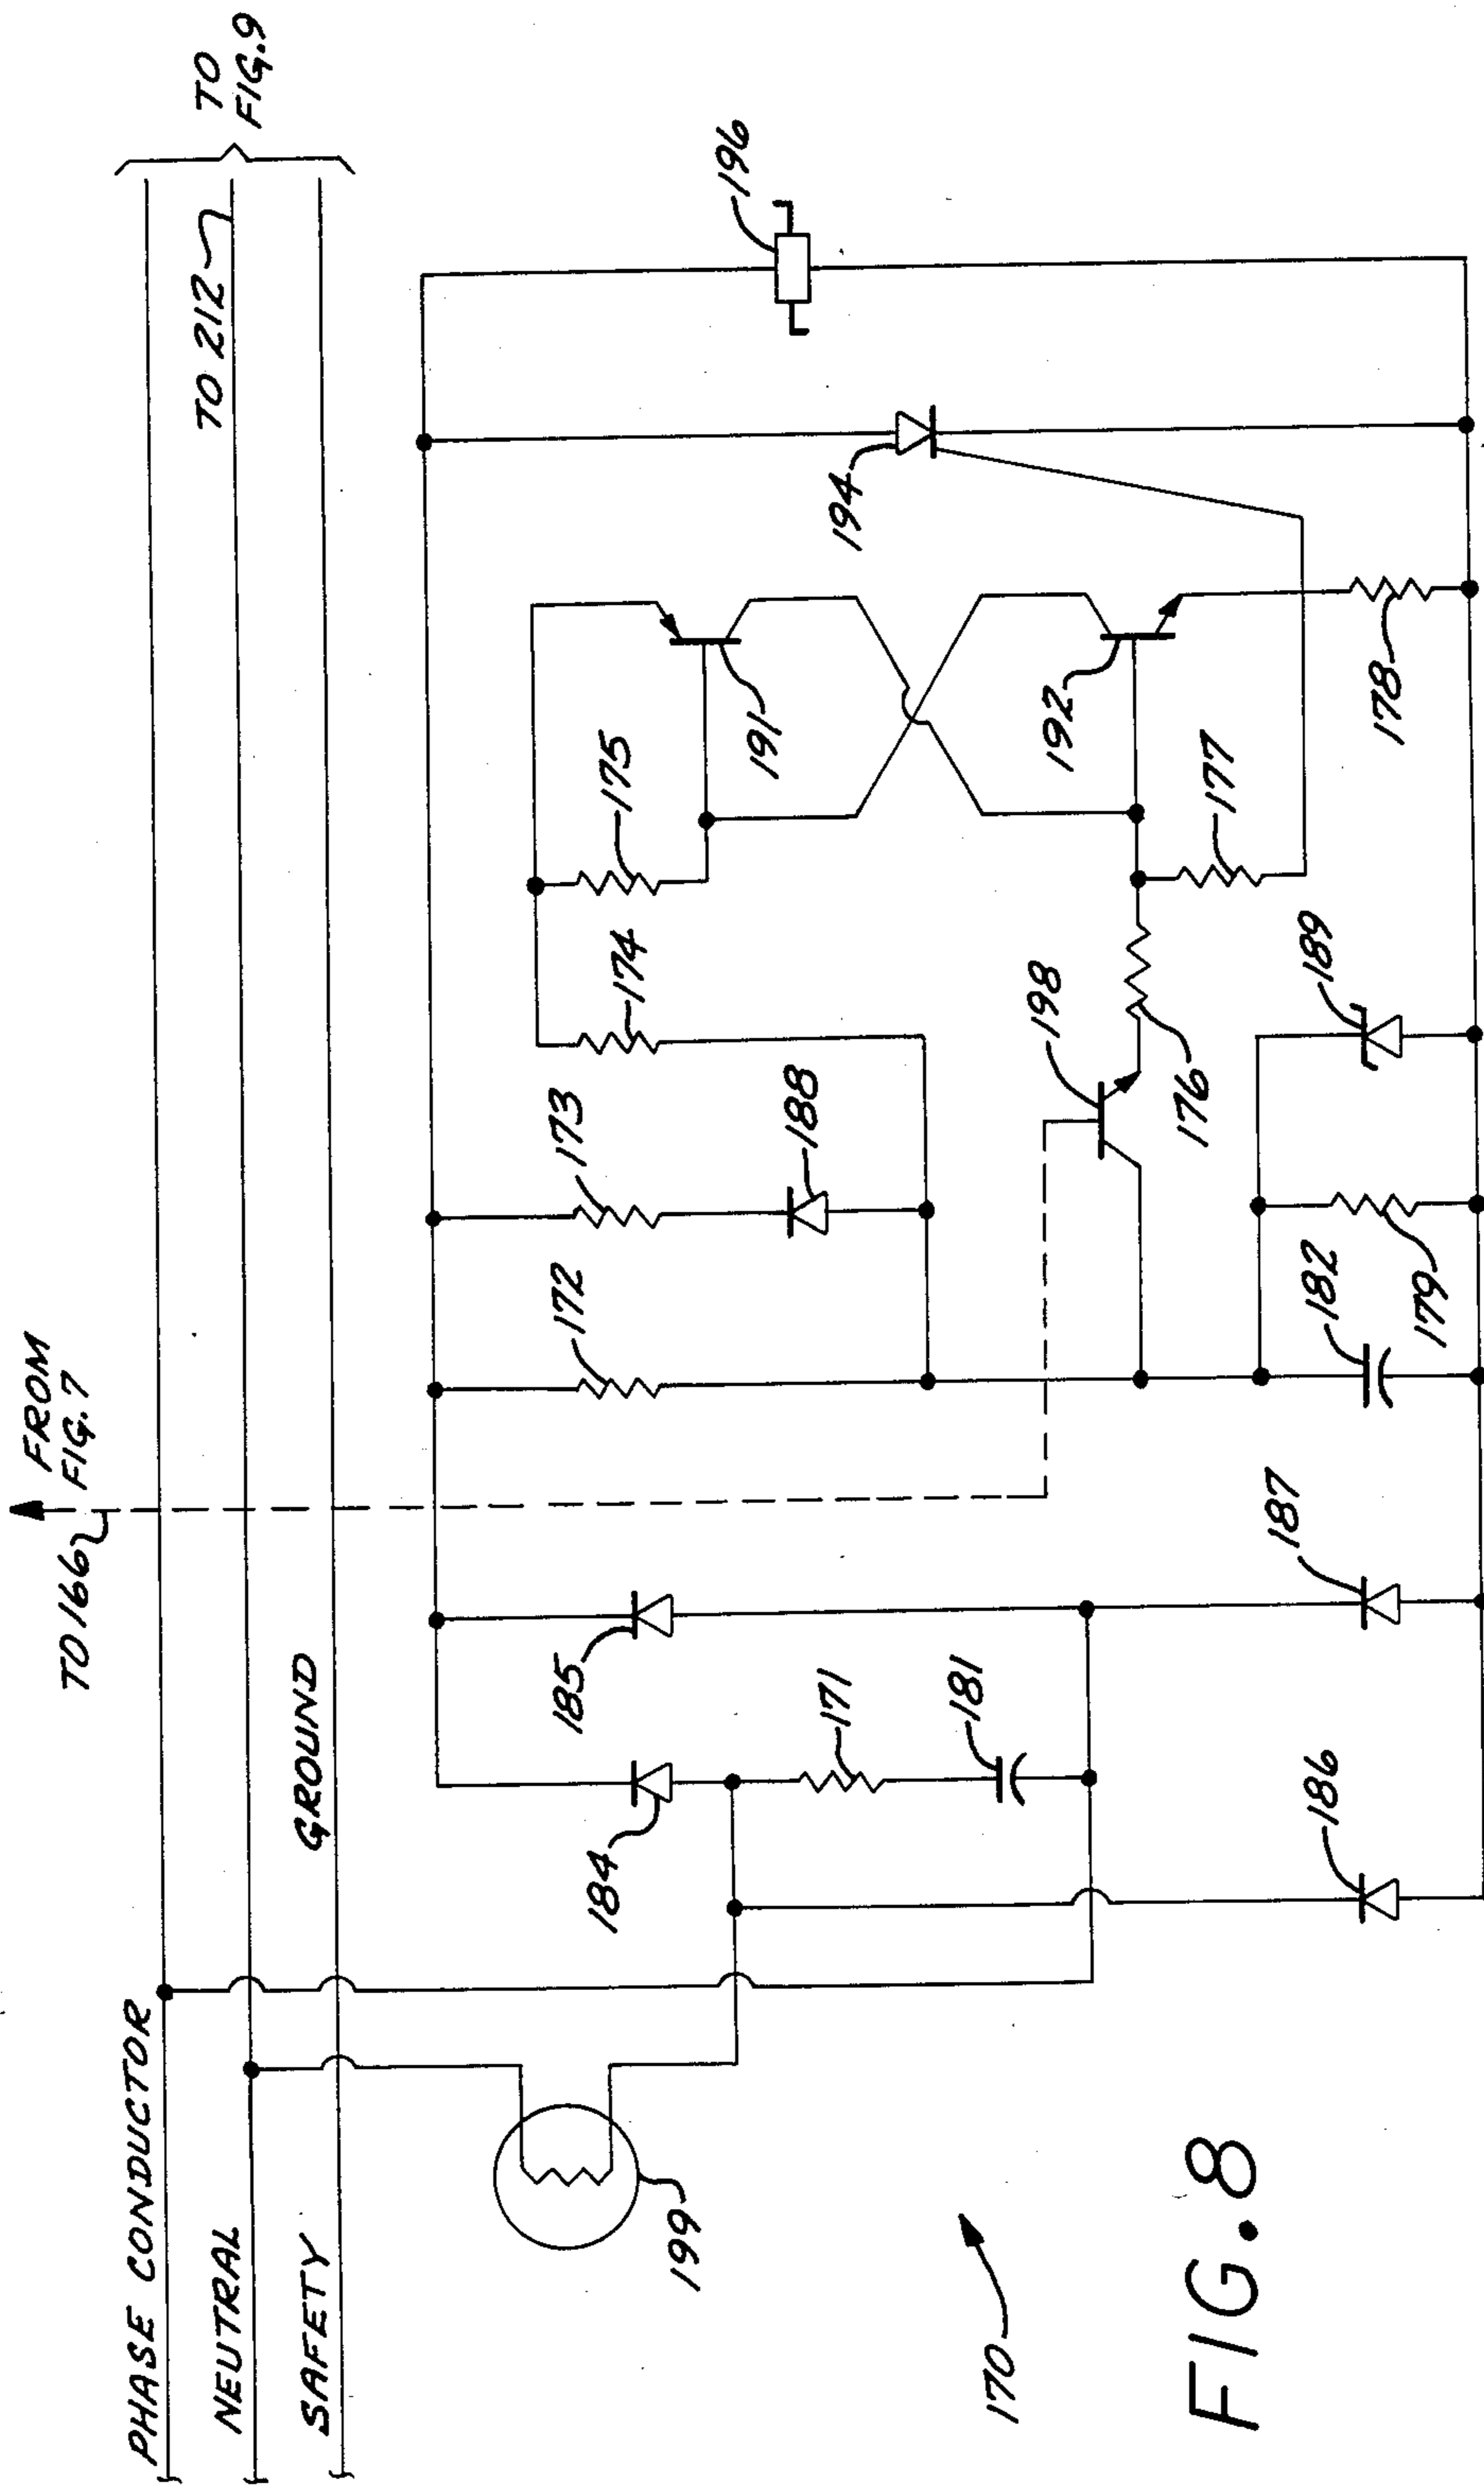 TO 166
FROM
FIG. 7
PHASE CONDUCTOR
NEUTRAL
SAFETY
GROUND
TO 212
TO
FIG. 9
199
184
185
171
181
186
187
172
173
188
174
175
191
192
194
196
198
176
177
178
182
179
189
170
FIG. 8